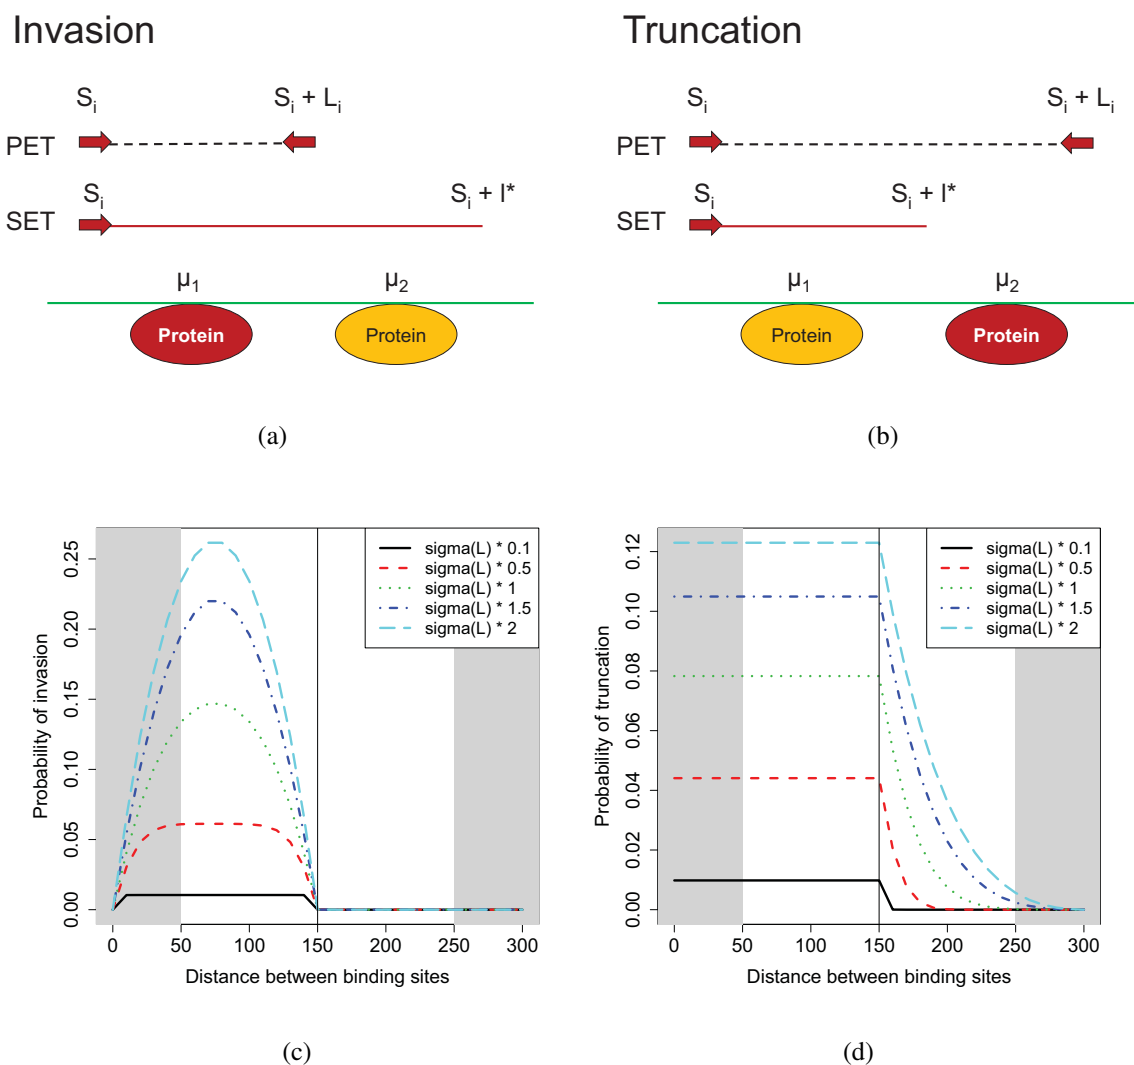 Invasion
S_i S_i + L_i
PET
S_i S_i + l*
SET
μ_1 μ_2
Protein Protein
(a)
Truncation
S_i S_i + L_i
PET
S_i S_i + l*
SET
μ_1 μ_2
Protein Protein
(b)
Probability of invasion
0.00 0.05 0.10 0.15 0.20 0.25
sigma(L) * 0.1
sigma(L) * 0.5
sigma(L) * 1
sigma(L) * 1.5
sigma(L) * 2
0 50 100 150 200 250 300
Distance between binding sites
(c)
Probability of truncation
0.00 0.02 0.04 0.06 0.08 0.10 0.12
sigma(L) * 0.1
sigma(L) * 0.5
sigma(L) * 1
sigma(L) * 1.5
sigma(L) * 2
0 50 100 150 200 250 300
Distance between binding sites
(d)